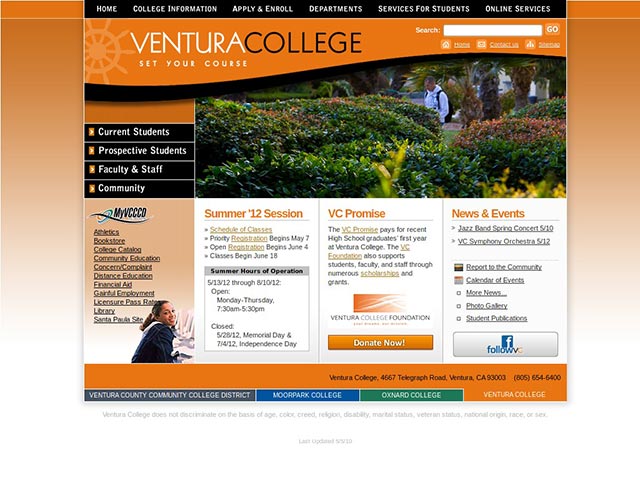 HOME COLLEGE INFORMATION APPLY & ENROLL DEPARTMENTS SERVICES FOR STUDENTS ONLINE SERVICES
VENTURACOLLEGE
SET YOUR COURSE
Search: GO
Home Contact us Sitemap
Current Students
Prospective Students
Faculty & Staff
Community
MyVCCCD
Athletics
Bookstore
College Catalog
Community Education
Concern/Complaint
Distance Education
Financial Aid
Gainful Employment
Licensure Pass Rates
Library
Santa Paula Site
Summer '12 Session
» Schedule of Classes
» Priority Registration Begins May 7
» Open Registration Begins June 4
» Classes Begin June 18
Summer Hours of Operation
5/13/12 through 8/10/12:
Open:
Monday-Thursday,
7:30am-5:30pm
Closed:
5/28/12, Memorial Day &
7/4/12, Independence Day
VC Promise
The VC Promise pays for recent
High School graduates' first year
at Ventura College. The VC
Foundation also supports
students, faculty, and staff through
numerous scholarships and
grants.
VENTURA COLLEGE FOUNDATION
your dreams. our mission.
Donate Now!
News & Events
> Jazz Band Spring Concert 5/10
> VC Symphony Orchestra 5/12
Report to the Community
Calendar of Events
More News...
Photo Gallery
Student Publications
followvc
Ventura College, 4667 Telegraph Road, Ventura, CA 93003 (805) 654-6400
VENTURA COUNTY COMMUNITY COLLEGE DISTRICT MOORPARK COLLEGE OXNARD COLLEGE VENTURA COLLEGE
Ventura College does not discriminate on the basis of age, color, creed, religion, disability, marital status, veteran status, national origin, race, or sex.
Last Updated 5/5/10